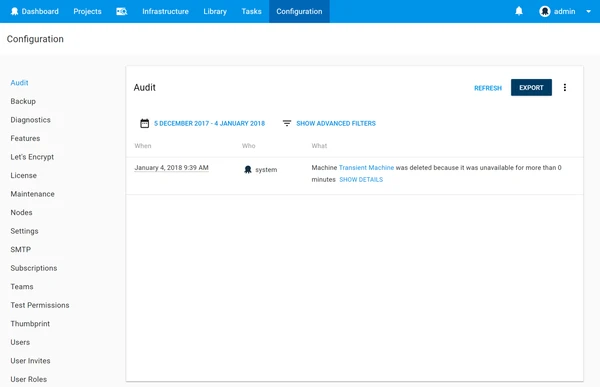 Dashboard Projects Infrastructure Library Tasks Configuration admin
Configuration
Audit
Backup
Diagnostics
Features
Let's Encrypt
License
Maintenance
Nodes
Settings
SMTP
Subscriptions
Teams
Test Permissions
Thumbprint
Users
User Invites
User Roles
Audit
REFRESH EXPORT
5 DECEMBER 2017 - 4 JANUARY 2018 SHOW ADVANCED FILTERS
When Who What
January 4, 2018 9:39 AM system Machine Transient Machine was deleted because it was unavailable for more than 0
minutes SHOW DETAILS